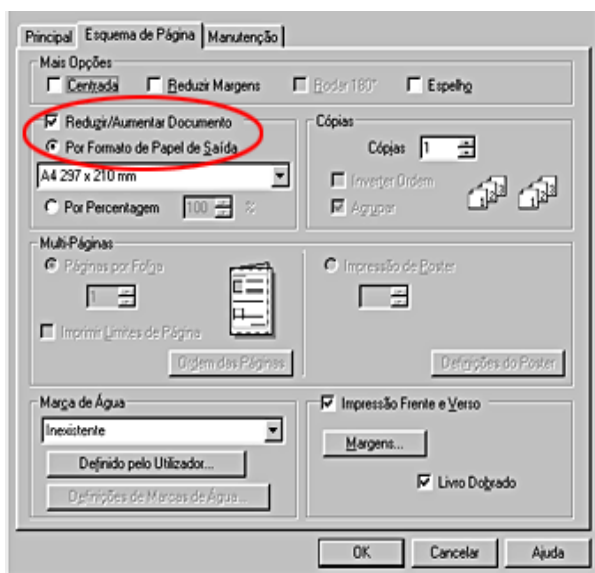 Principal Esquema de Página Manutenção
Mais Opções
Centrada Reduzir Margens Roder 180° Espelho
Reduzir/Aumentar Documento
Por Formato de Papel de Saída
A4 297 x 210 mm
Por Percentagem 100 %
Cópias
Cópias 1
Inverter Ordem
Agrupar
Multi-Páginas
Páginas por Folha
1
Imprimir Limites de Página
Ordem das Páginas
Impressão de Poster
Definições do Poster
Marca de Água
Inexistente
Definido pelo Utilizador...
Definições de Marcas de Água...
Impressão Frente e Verso
Margens...
Livro Dobrado
OK Cancelar Ajuda